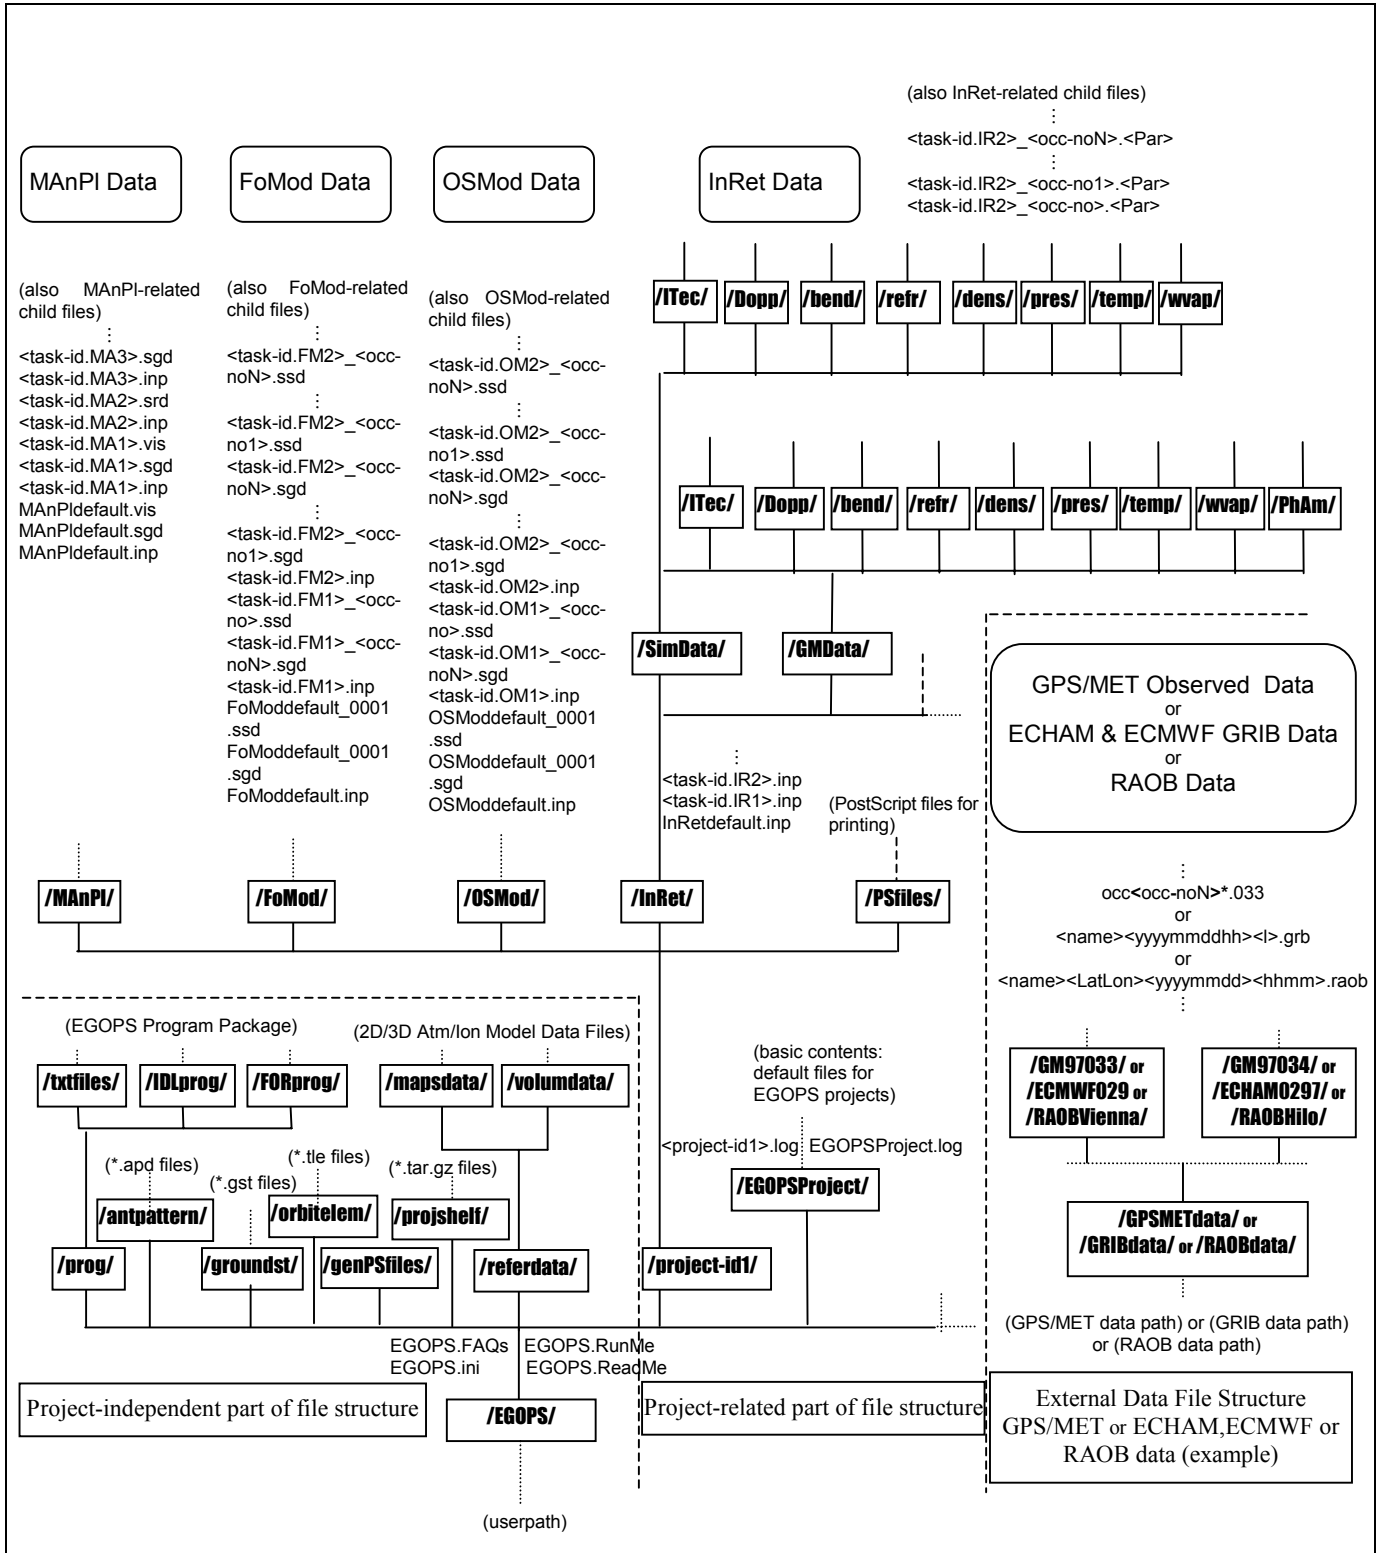 (also InRet-related child files)
<task-id.IR2>_<occ-noN>.<Par>
<task-id.IR2>_<occ-no1>.<Par>
<task-id.IR2>_<occ-no>.<Par>
MAnPl Data
FoMod Data
OSMod Data
InRet Data
(also MAnPl-related
child files)
<task-id.MA3>.sgd
<task-id.MA3>.inp
<task-id.MA2>.srd
<task-id.MA2>.inp
<task-id.MA1>.vis
<task-id.MA1>.sgd
<task-id.MA1>.inp
MAnPldefault.vis
MAnPldefault.sgd
MAnPldefault.inp
(also FoMod-related
child files)
<task-id.FM2>_<occ-
noN>.ssd
<task-id.FM2>_<occ-
no1>.ssd
<task-id.FM2>_<occ-
noN>.sgd
<task-id.FM2>_<occ-
no1>.sgd
<task-id.FM2>.inp
<task-id.FM1>_<occ-
no>.ssd
<task-id.FM1>_<occ-
noN>.sgd
<task-id.FM1>.inp
FoModdefault_0001
.ssd
FoModdefault_0001
.sgd
FoModdefault.inp
(also OSMod-related
child files)
<task-id.OM2>_<occ-
noN>.ssd
<task-id.OM2>_<occ-
no1>.ssd
<task-id.OM2>_<occ-
noN>.sgd
<task-id.OM2>_<occ-
no1>.sgd
<task-id.OM2>.inp
<task-id.OM1>_<occ-
no>.ssd
<task-id.OM1>_<occ-
noN>.sgd
<task-id.OM1>.inp
OSModdefault_0001
.ssd
OSModdefault_0001
.sgd
OSModdefault.inp
/ITec/ /Dopp/ /bend/ /refr/ /dens/ /pres/ /temp/ /wvap/
/ITec/ /Dopp/ /bend/ /refr/ /dens/ /pres/ /temp/ /wvap/ /PhAm/
/SimData/ /GMData/
<task-id.IR2>.inp
<task-id.IR1>.inp
InRetdefault.inp
(PostScript files for
printing)
GPS/MET Observed Data
or
ECHAM & ECMWF GRIB Data
or
RAOB Data
/MAnPl/ /FoMod/ /OSMod/ /InRet/ /PSfiles/
occ<occ-noN>*.033
or
<name><yyyymmddhh><l>.grb
or
<name><LatLon><yyyymmdd><hhmm>.raob
(EGOPS Program Package)
(2D/3D Atm/Ion Model Data Files)
/txtfiles/ /IDLprog/ /FORprog/ /mapsdata/ /volumdata/
(basic contents:
default files for
EGOPS projects)
<project-id1>.log EGOPSProject.log
/EGOPSProject/
/GM97033/ or
/ECMWF029 or
/RAOBVienna/
/GM97034/ or
/ECHAM0297/ or
/RAOBHilo/
(*.apd files)
(*.gst files)
(*.tle files)
(*.tar.gz files)
/antpattern/ /orbitelem/ /projshelf/
/prog/ /groundst/ /genPSfiles/ /referdata/ /project-id1/
/GPSMETdata/ or
/GRIBdata/ or /RAOBdata/
EGOPS.FAQs EGOPS.RunMe
EGOPS.ini EGOPS.ReadMe
(GPS/MET data path) or (GRIB data path)
or (RAOB data path)
Project-independent part of file structure
/EGOPS/
Project-related part of file structure
External Data File Structure
GPS/MET or ECHAM,ECMWF or
RAOB data (example)
(userpath)